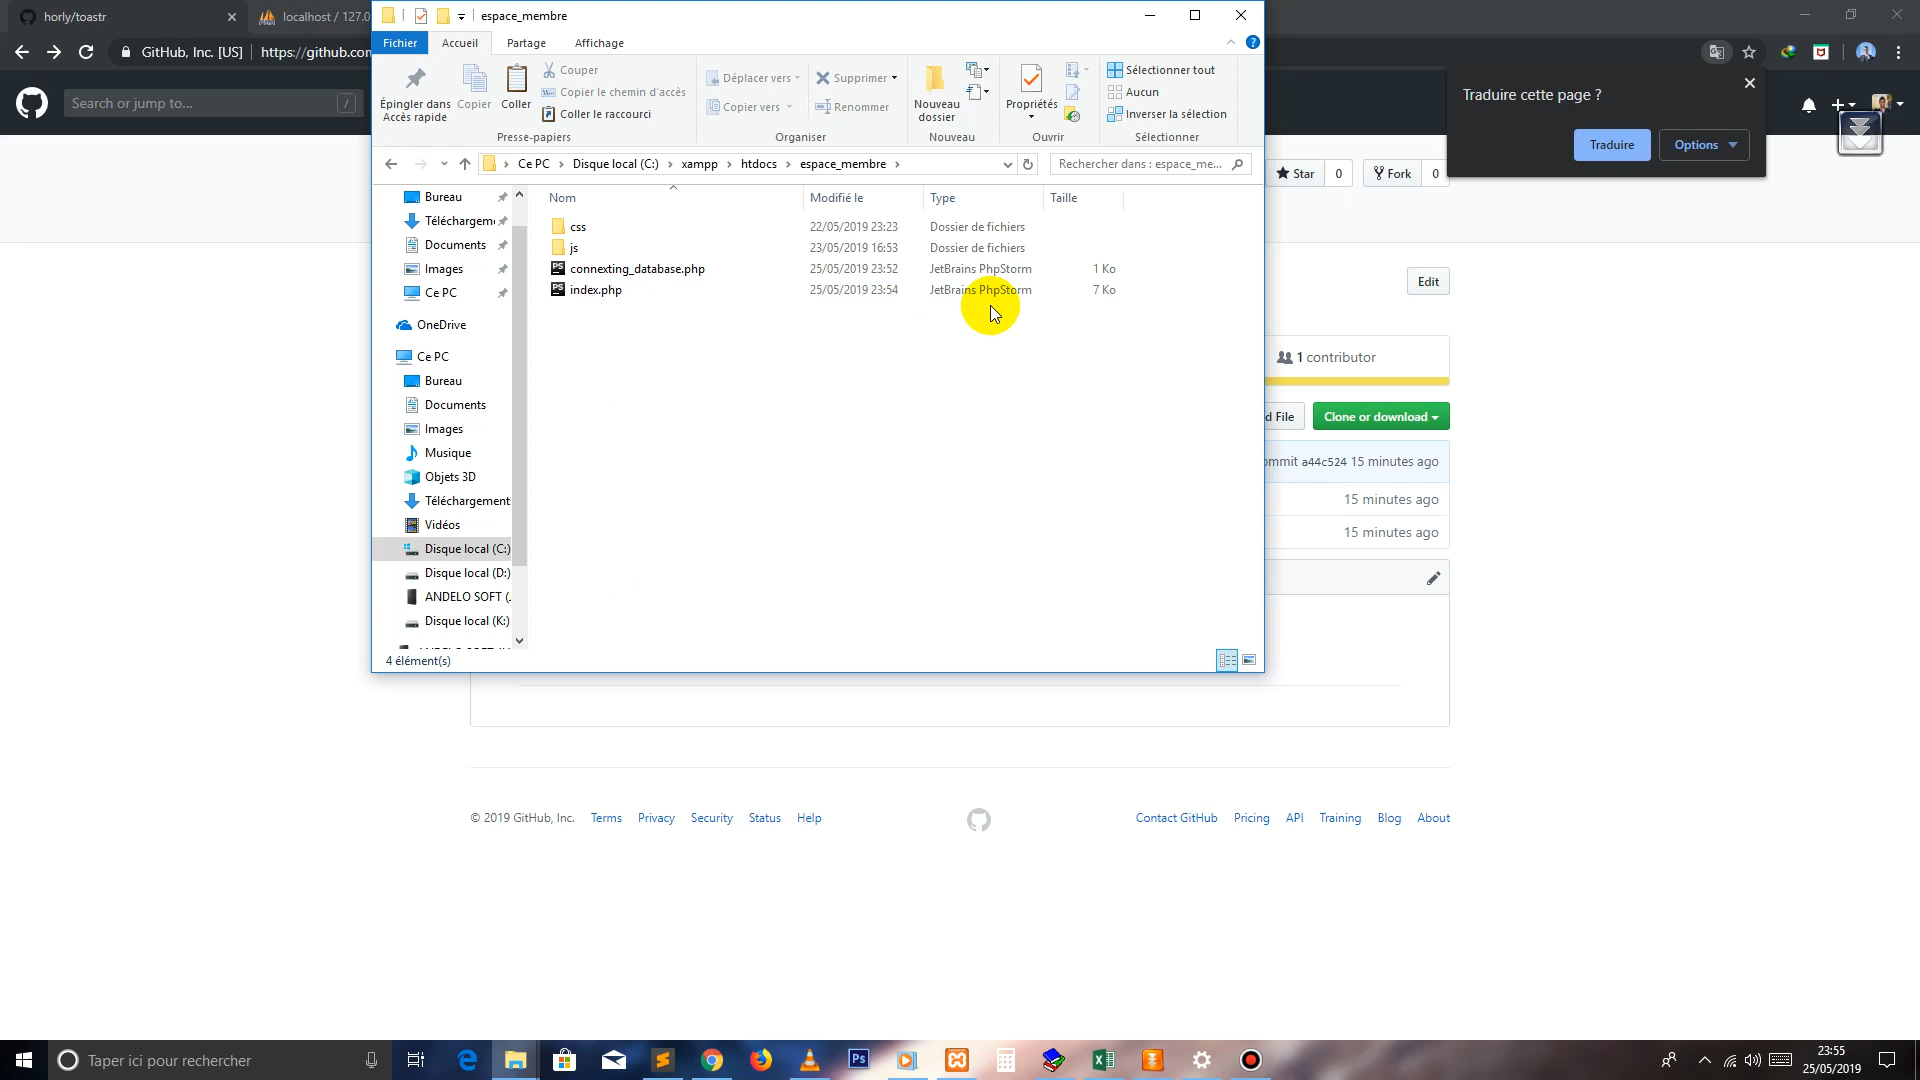 horly/toastr
localhost / 127.0
espace_membre
GitHub, Inc. [US]
https://github.com
Fichier
Accueil
Partage
Affichage
Épingler dans
Accès rapide
Copier
Coller
Couper
Copier le chemin d'accès
Coller le raccourci
Presse-papiers
Déplacer vers
Copier vers
Supprimer
Renommer
Organiser
Nouveau
dossier
Nouveau
Propriétés
Ouvrir
Sélectionner tout
Aucun
Inverser la sélection
Sélectionner
Traduire cette page ?
Traduire
Options
Search or jump to...
/
Ce PC
Disque local (C:)
xampp
htdocs
espace_membre
Rechercher dans : espace_me...
Star
0
Fork
0
Nom
Modifié le
Type
Taille
css
22/05/2019 23:23
Dossier de fichiers
js
23/05/2019 16:53
Dossier de fichiers
connexting_database.php
25/05/2019 23:52
JetBrains PhpStorm
1 Ko
index.php
25/05/2019 23:54
JetBrains PhpStorm
7 Ko
Bureau
Téléchargem
Documents
Images
Ce PC
OneDrive
Ce PC
Bureau
Documents
Images
Musique
Objets 3D
Téléchargement
Vidéos
Disque local (C:)
Disque local (D:)
ANDELO SOFT (
Disque local (K:)
4 élément(s)
Edit
1 contributor
d File
Clone or download
ommit a44c524 15 minutes ago
15 minutes ago
15 minutes ago
© 2019 GitHub, Inc.
Terms
Privacy
Security
Status
Help
Contact GitHub
Pricing
API
Training
Blog
About
Taper ici pour rechercher
Ps
23:55
25/05/2019